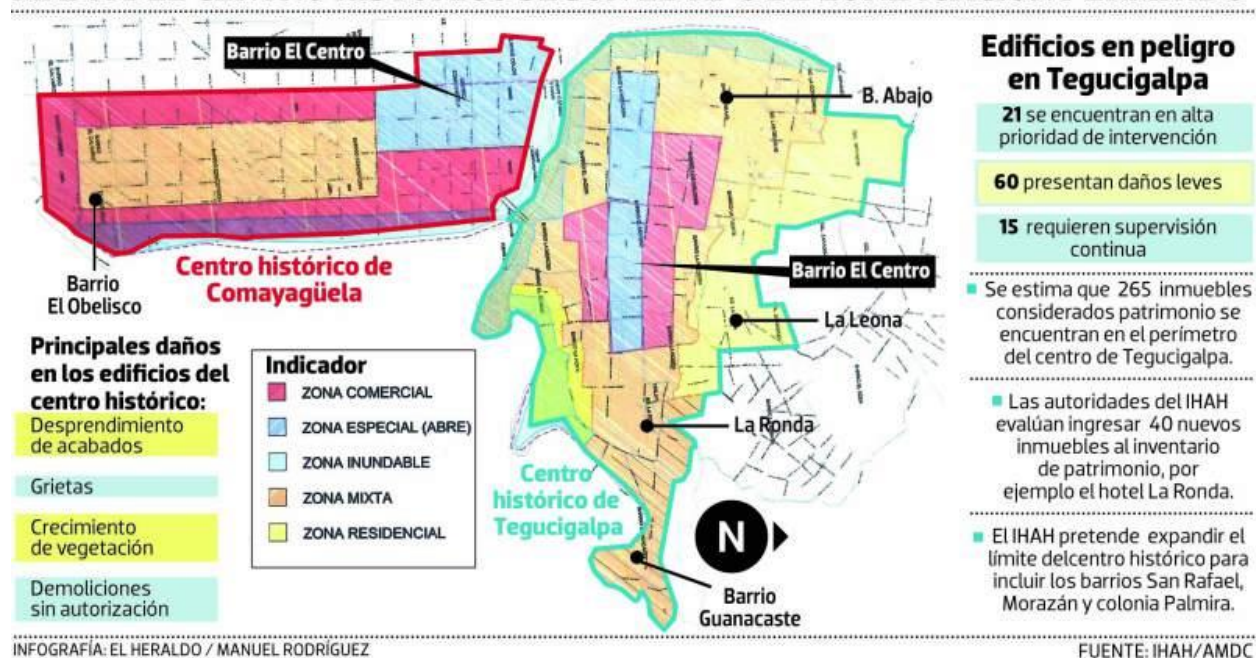 Barrio El Centro
B. Abajo
Barrio El Centro
La Leona
La Ronda
Barrio
Guanacaste
Centro
histórico de
Tegucigalpa
N
Barrio
El Obelisco
Centro histórico de
Comayagüela
Principales daños
en los edificios del
centro histórico:
Desprendimiento
de acabados
Grietas
Crecimiento
de vegetación
Demoliciones
sin autorización
Indicador
ZONA COMERCIAL
ZONA ESPECIAL (ABRE)
ZONA INUNDABLE
ZONA MIXTA
ZONA RESIDENCIAL
Edificios en peligro
en Tegucigalpa
21 se encuentran en alta
prioridad de intervención
60 presentan daños leves
15 requieren supervisión
continua
Se estima que 265 inmuebles
considerados patrimonio se
encuentran en el perímetro
del centro de Tegucigalpa.
Las autoridades del IHAH
evalúan ingresar 40 nuevos
inmuebles al inventario
de patrimonio, por
ejemplo el hotel La Ronda.
El IHAH pretende expandir el
límite delcentro histórico para
incluir los barrios San Rafael,
Morazán y colonia Palmira.
INFOGRAFÍA: EL HERALDO / MANUEL RODRÍGUEZ
FUENTE: IHAH/AMDC